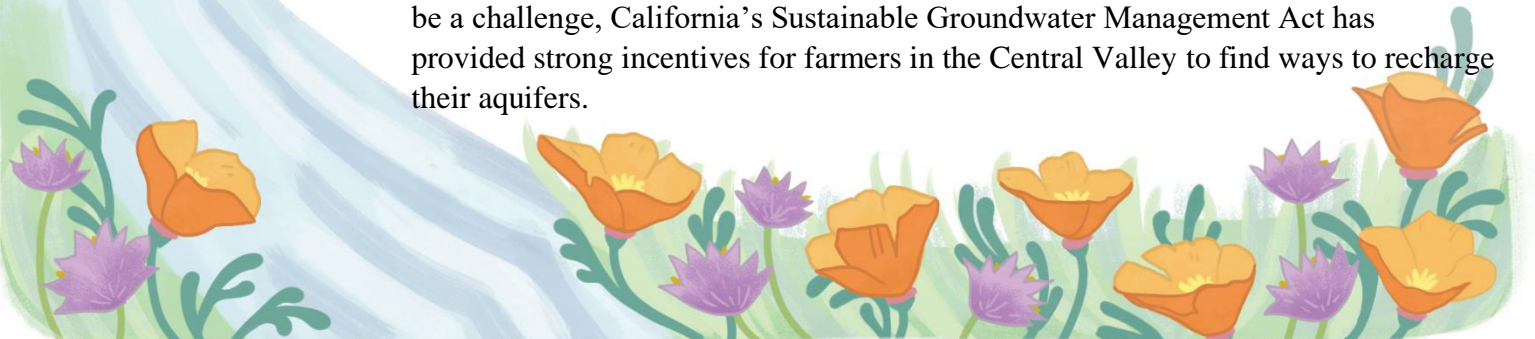 be a challenge, California’s Sustainable Groundwater Management Act has
provided strong incentives for farmers in the Central Valley to find ways to recharge
their aquifers.